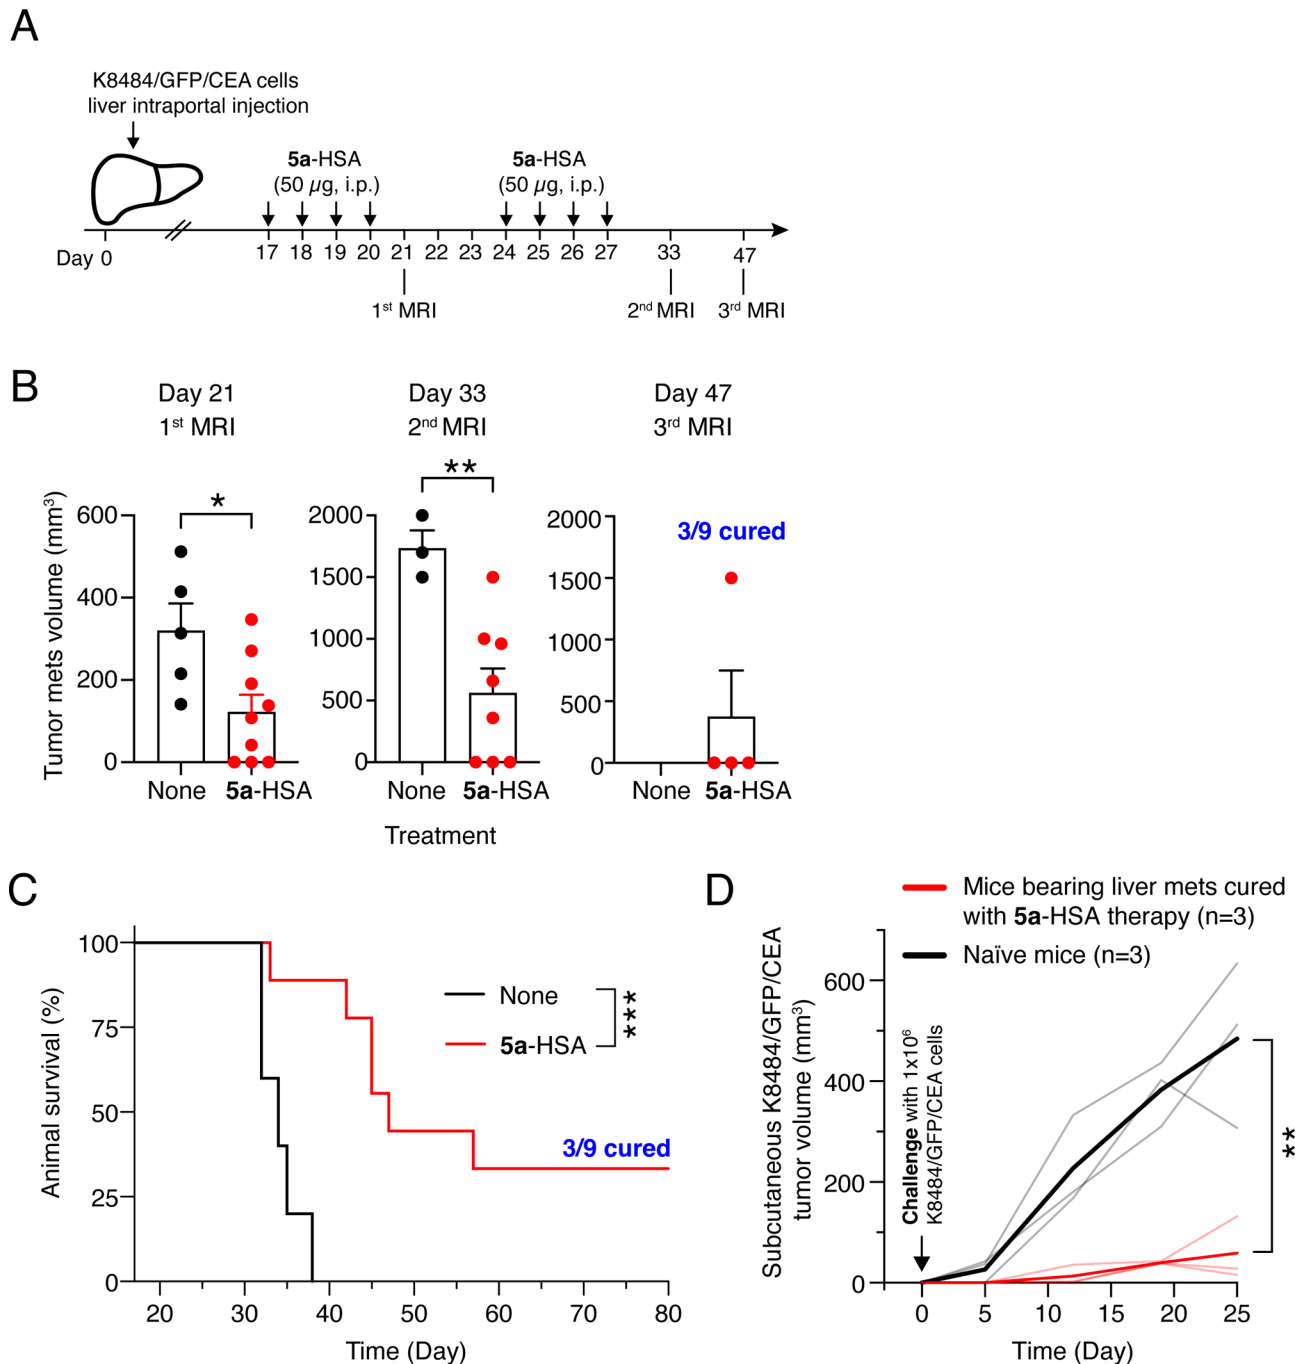 A
K8484/GFP/CEA cells
liver intraportal injection
5a-HSA
(50 µg, i.p.)
5a-HSA
(50 µg, i.p.)
Day 0
17 18 19 20 21 22 23 24 25 26 27 33 47
1st MRI
2nd MRI
3rd MRI
B
Day 21
1st MRI
Day 33
2nd MRI
Day 47
3rd MRI
Tumor mets volume (mm³)
600
400
200
0
*
None
5a-HSA
2000
1500
1000
500
0
**
None
5a-HSA
2000
1500
1000
500
0
3/9 cured
None
5a-HSA
Treatment
C
Animal survival (%)
100
75
50
25
0
None
5a-HSA
***
3/9 cured
20 30 40 50 60 70 80
Time (Day)
D
Mice bearing liver mets cured
with 5a-HSA therapy (n=3)
Naïve mice (n=3)
Subcutaneous K8484/GFP/CEA
tumor volume (mm³)
600
400
200
0
Challenge with 1x10⁶
K8484/GFP/CEA cells
**
0 5 10 15 20 25
Time (Day)